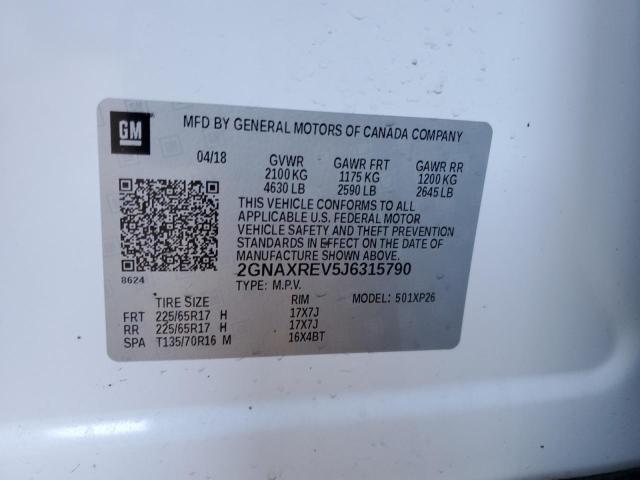 GM
MFD BY GENERAL MOTORS OF CANADA COMPANY
04/18 GVWR GAWR FRT GAWR RR
2100 KG 1175 KG 1200 KG
4630 LB 2590 LB 2645 LB
THIS VEHICLE CONFORMS TO ALL
APPLICABLE U.S. FEDERAL MOTOR
VEHICLE SAFETY AND THEFT PREVENTION
STANDARDS IN EFFECT ON THE DATE OF
MANUFACTURE SHOWN ABOVE.
8624
2GNAXREV5J6315790
TYPE: M.P.V.
TIRE SIZE RIM MODEL: 501XP26
FRT 225/65R17 H 17X7J
RR 225/65R17 H 17X7J
SPA T135/70R16 M 16X4BT